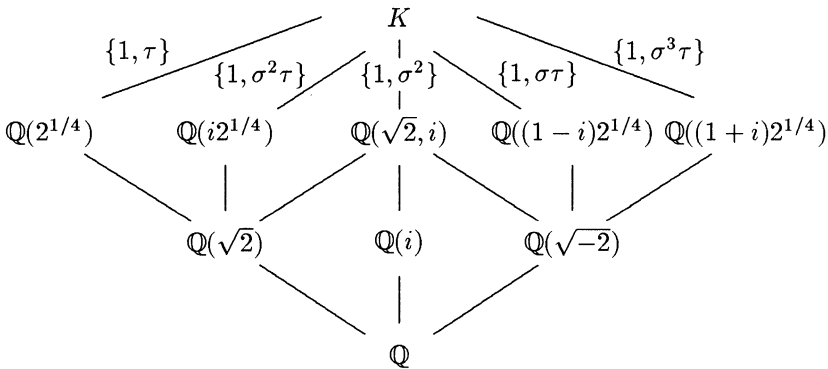 K
{1, τ} {1, σ²τ} {1, σ²} {1, στ} {1, σ³τ}
ℚ(2^{1/4}) ℚ(i2^{1/4}) ℚ(√2, i) ℚ((1 − i)2^{1/4}) ℚ((1 + i)2^{1/4})
ℚ(√2) ℚ(i) ℚ(√−2)
ℚ